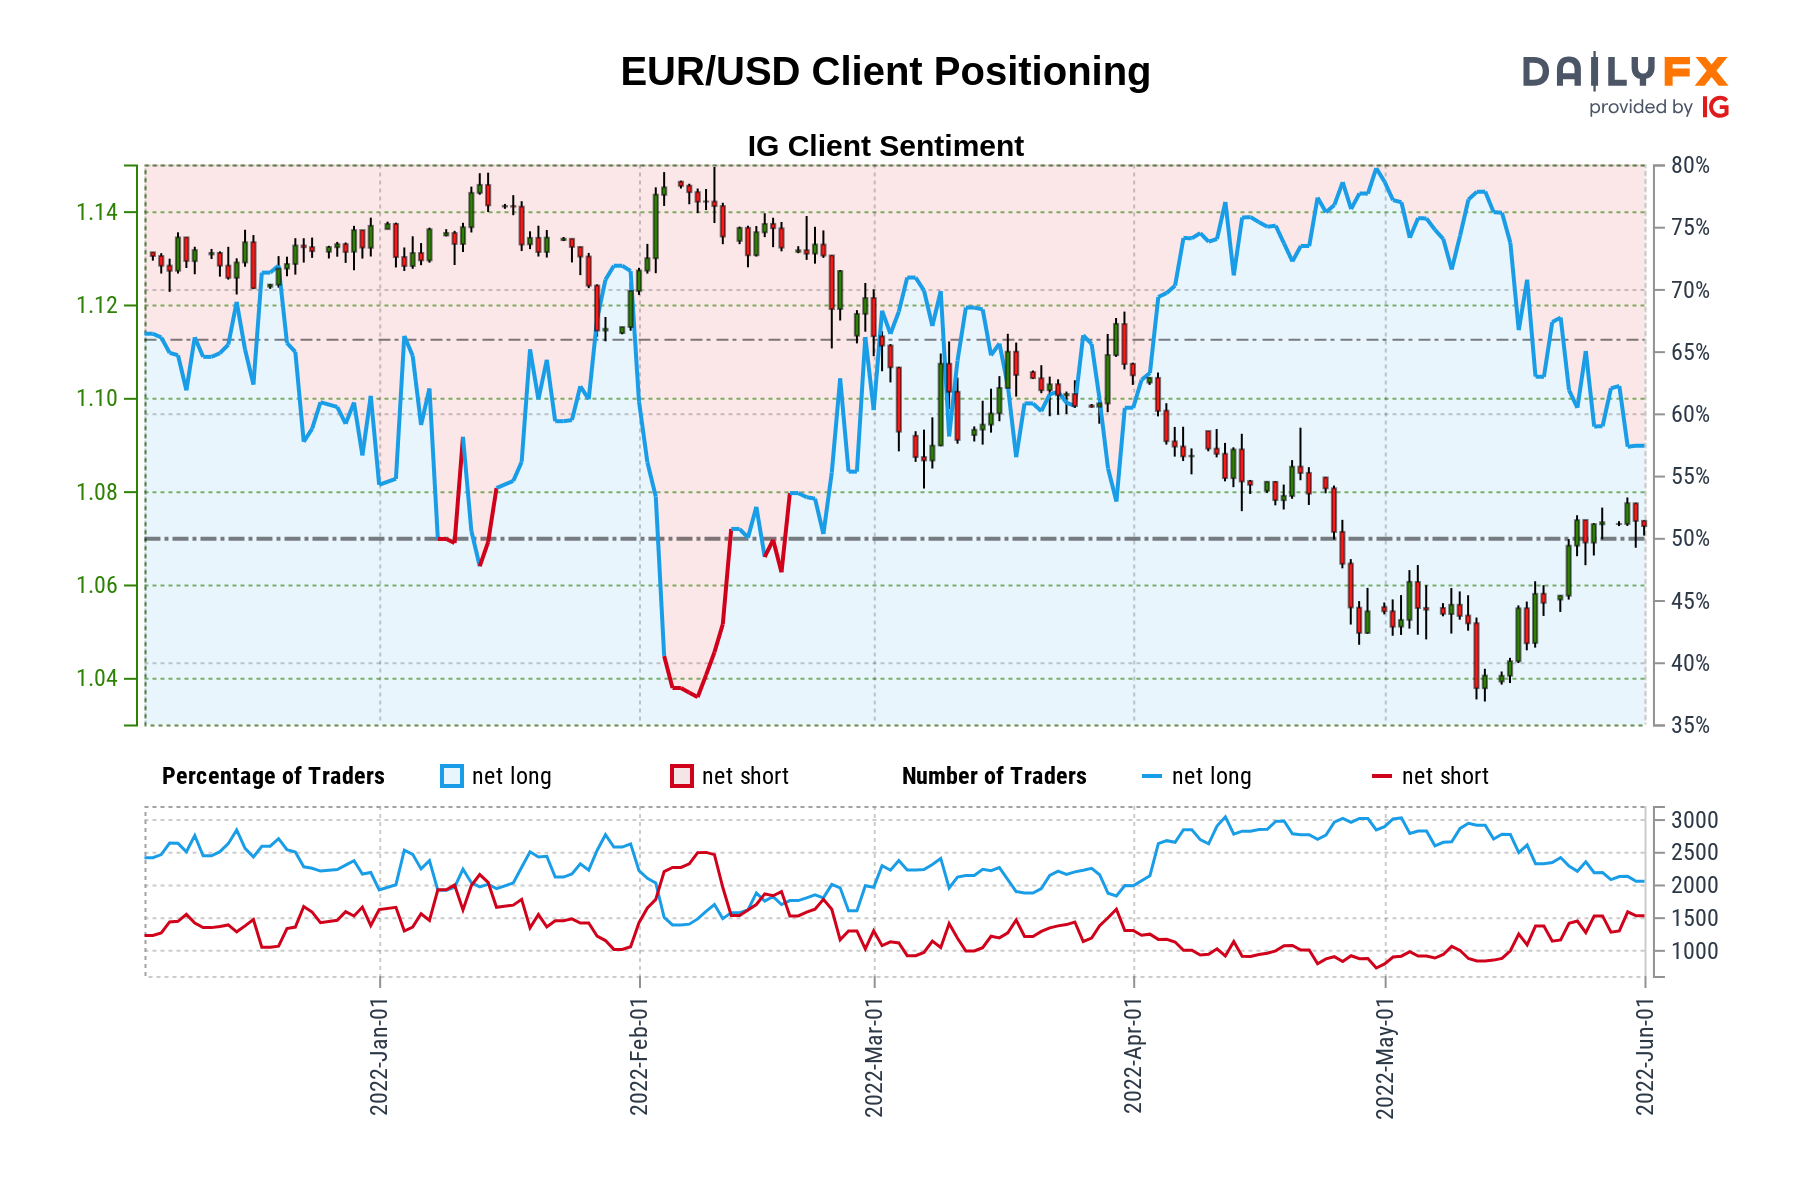 EUR/USD Client Positioning
DAILYFX
provided by IG
IG Client Sentiment
1.14
1.12
1.10
1.08
1.06
1.04
80%
75%
70%
65%
60%
55%
50%
45%
40%
35%
Percentage of Traders net long net short Number of Traders net long net short
3000
2500
2000
1500
1000
2022-Jan-01
2022-Feb-01
2022-Mar-01
2022-Apr-01
2022-May-01
2022-Jun-01